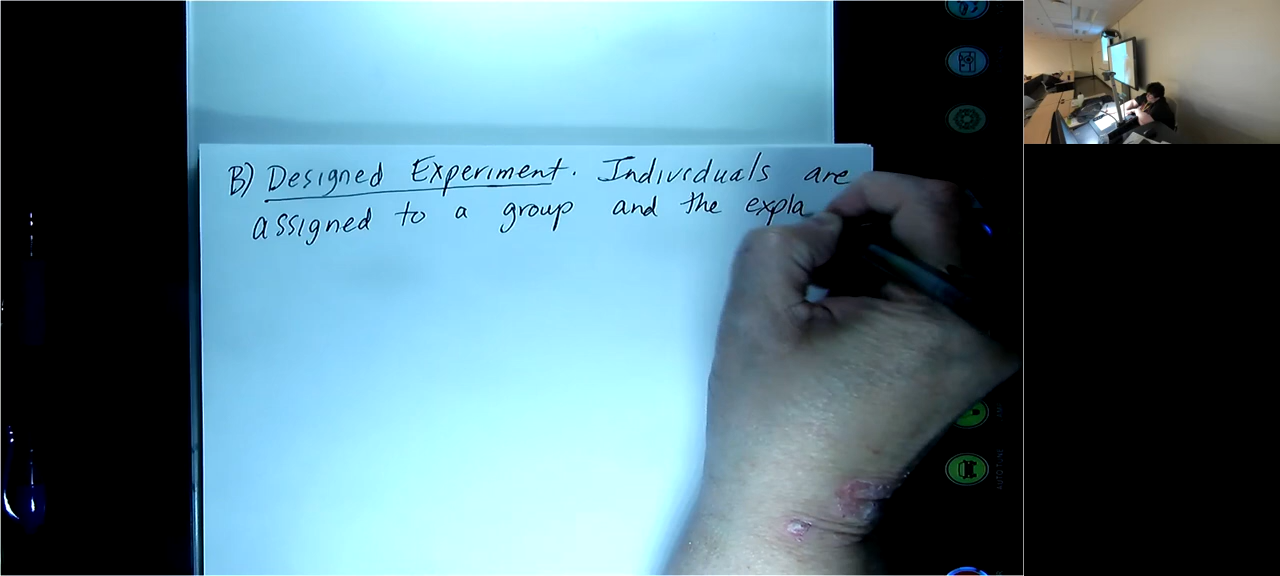 B) Designed Experiment. Individuals are
assigned to a group and the expla